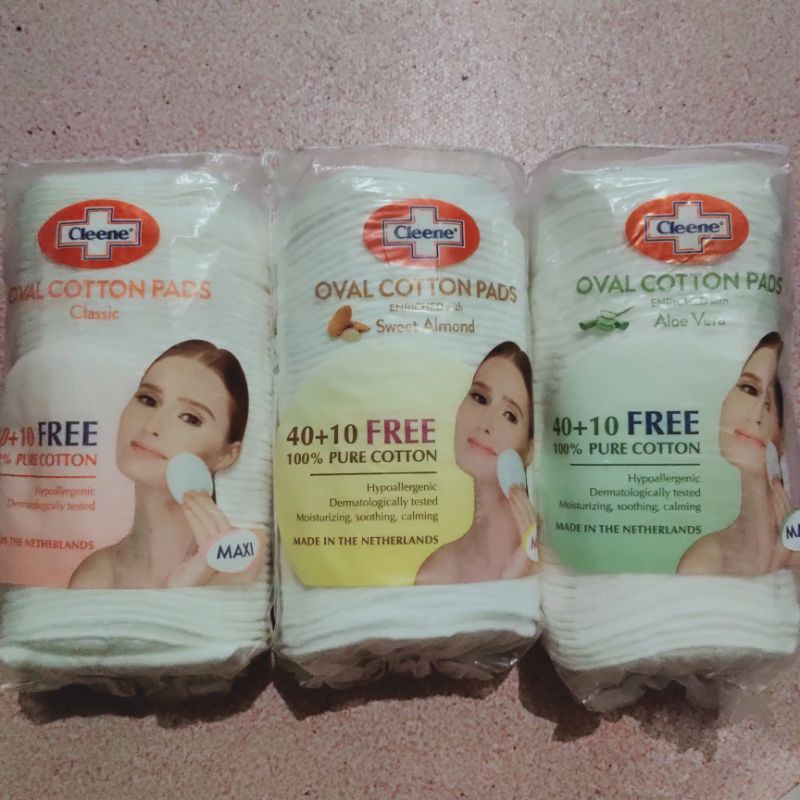 Cleene®
OVAL COTTON PADS
Classic
+10 FREE
% PURE COTTON
Hypoallergenic
Dermatologically tested
MADE IN THE NETHERLANDS
MAXI
Cleene®
OVAL COTTON PADS
ENRICHED with
Sweet Almond
40+10 FREE
100% PURE COTTON
Hypoallergenic
Dermatologically tested
Moisturizing, soothing, calming
MADE IN THE NETHERLANDS
Cleene®
OVAL COTTON PADS
ENRICHED with
Aloe Vera
40+10 FREE
100% PURE COTTON
Hypoallergenic
Dermatologically tested
Moisturizing, soothing, calming
MADE IN THE NETHERLANDS